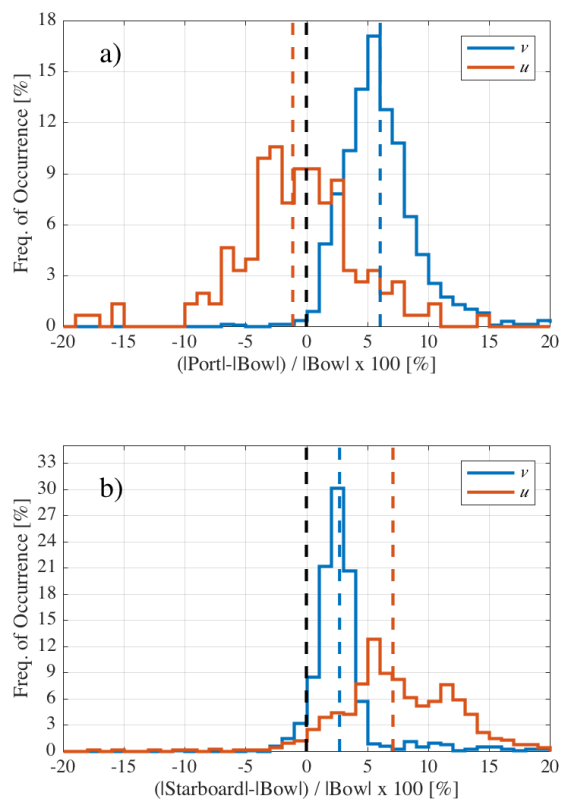 a)
v
u
18
15
12
9
6
3
0
Freq. of Occurrence [%]
-20 -15 -10 -5 0 5 10 15 20
(|Port|-|Bow|) / |Bow| x 100 [%]
b)
v
u
33
30
27
24
21
18
15
12
9
6
3
0
Freq. of Occurrence [%]
-20 -15 -10 -5 0 5 10 15 20
(|Starboard|-|Bow|) / |Bow| x 100 [%]